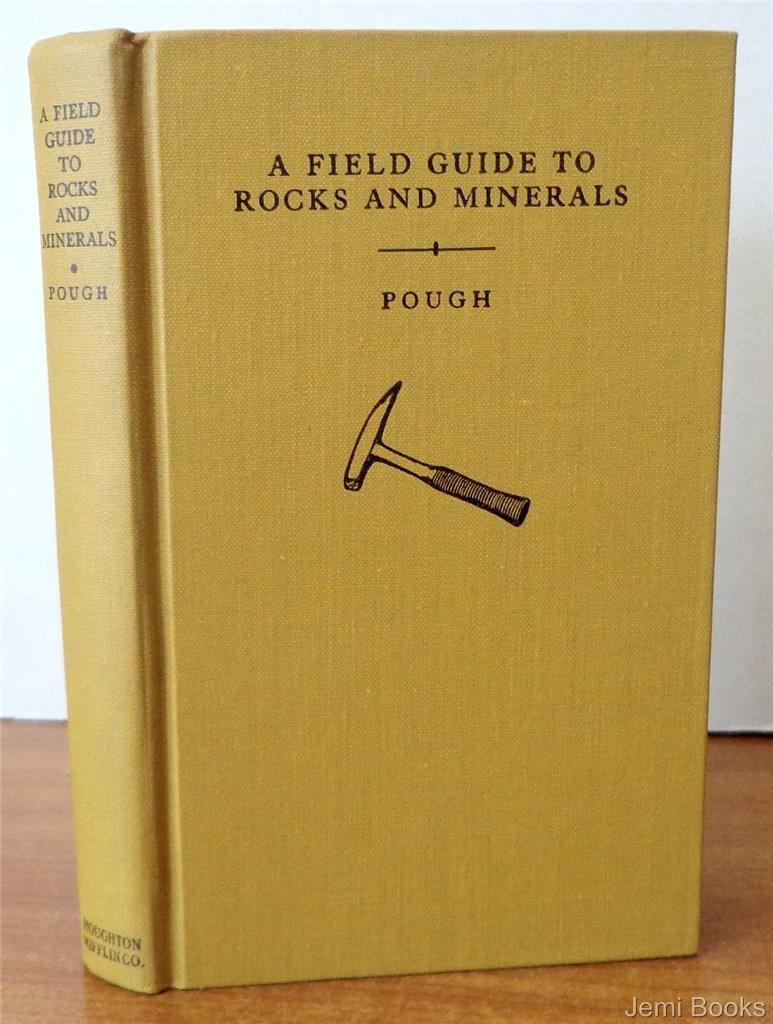 A FIELD
GUIDE
TO
ROCKS
AND
MINERALS
•
POUGH
HOUGHTON
MIFFLIN CO.
A FIELD GUIDE TO
ROCKS AND MINERALS
POUGH
Jemi Books